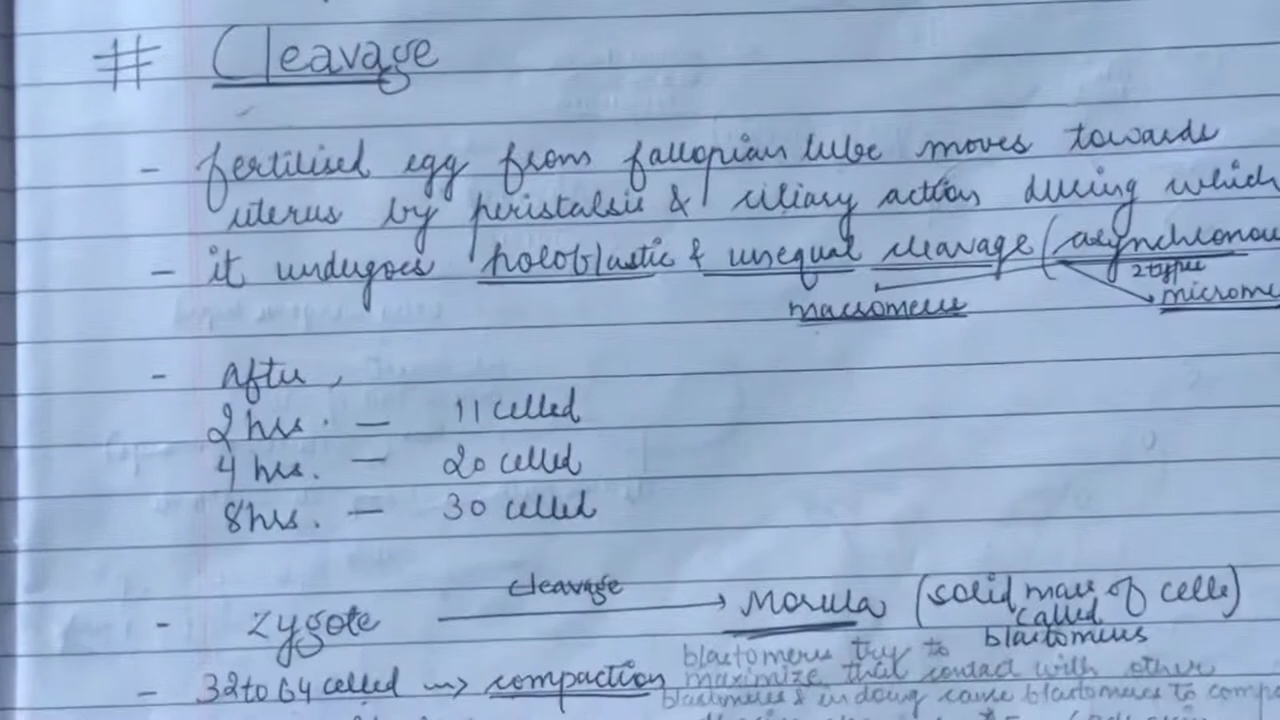 # Cleavage
- fertilised egg from fallopian tube moves towards
uterus by peristalsis & ciliary action during which
- it undergoes holoblastic & unequal cleavage (asynchronou
2 types
macromeres
microme
- after,
2 hrs. — 11 celled
4 hrs. — 20 celled
8 hrs. — 30 celled
cleavage
- Zygote → Morula (solid mass of cells)
called
blastomeres
blastomeres try to
- 32 to 64 celled ~> compaction maximize that contact with other
blastomeres & in doing cause blastomeres to compa